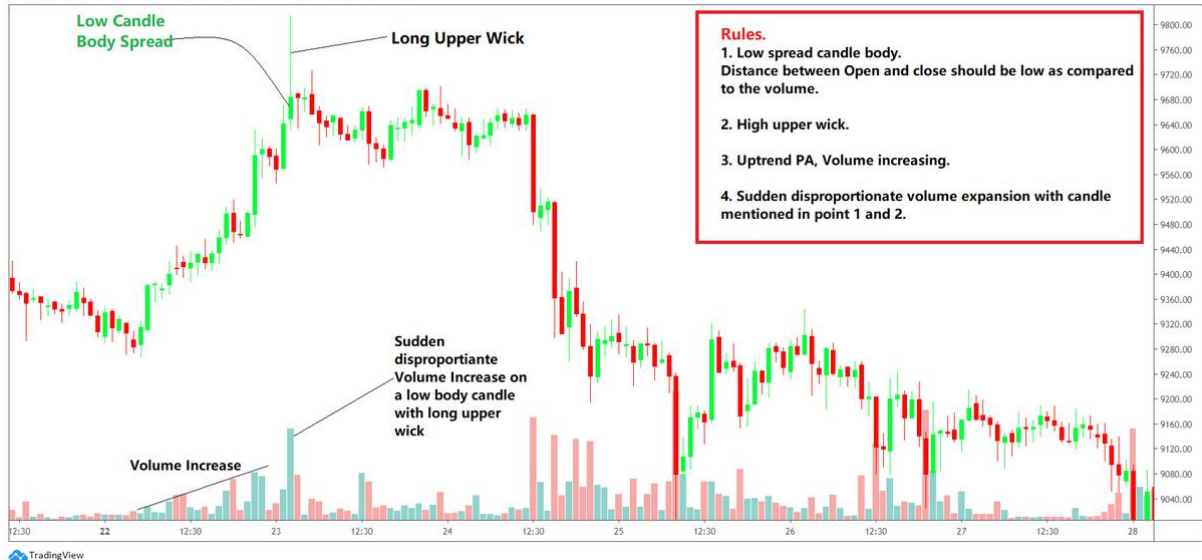 Low Candle
Body Spread
Long Upper Wick
Rules.
1. Low spread candle body.
Distance between Open and close should be low as compared
to the volume.
2. High upper wick.
3. Uptrend PA, Volume increasing.
4. Sudden disproportionate volume expansion with candle
mentioned in point 1 and 2.
9800.00
9760.00
9720.00
9680.00
9640.00
9600.00
9560.00
9520.00
9480.00
9440.00
9400.00
9360.00
9320.00
9280.00
9240.00
9200.00
9160.00
9120.00
9080.00
9040.00
Sudden
disproportiante
Volume Increase on
a low body candle
with long upper
wick
Volume Increase
12:30 22 12:30 23 12:30 24 12:30 25 12:30 26 12:30 27 12:30 28
TradingView